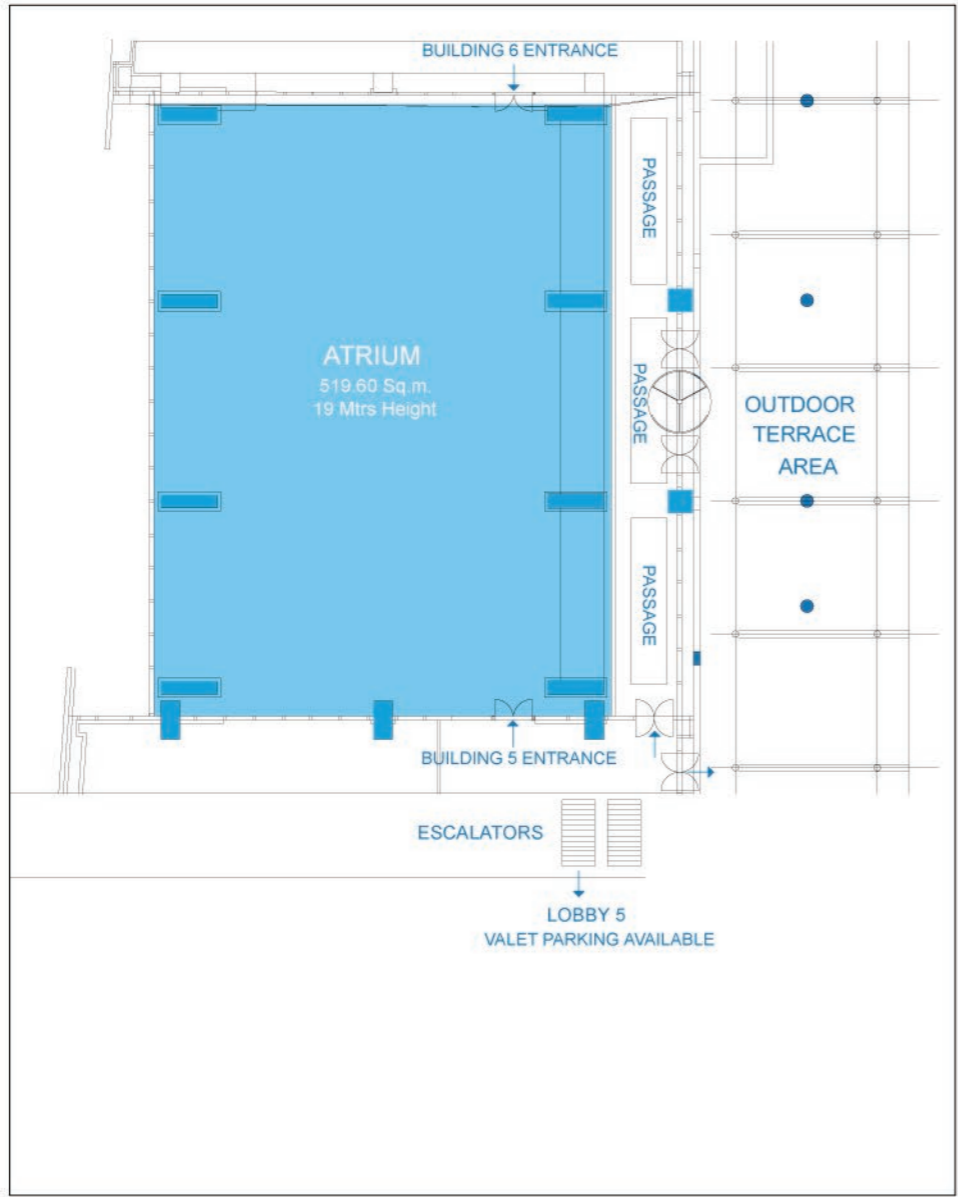 BUILDING 6 ENTRANCE
PASSAGE
ATRIUM
519.60 Sq.m.
19 Mtrs Height
PASSAGE
OUTDOOR
TERRACE
AREA
PASSAGE
BUILDING 5 ENTRANCE
ESCALATORS
LOBBY 5
VALET PARKING AVAILABLE